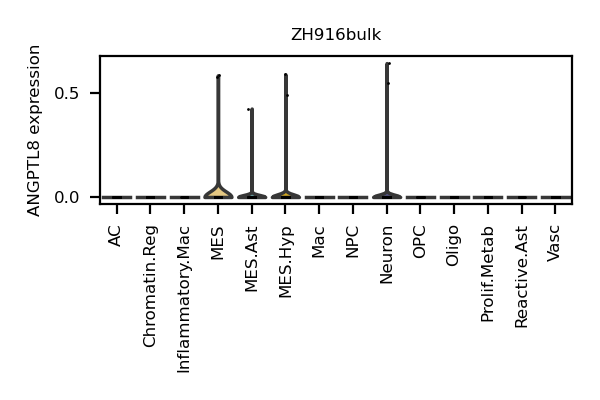 ZH916bulk
ANGPTL8 expression
0.5
0.0
AC
Chromatin.Reg
Inflammatory.Mac
MES
MES.Ast
MES.Hyp
Mac
NPC
Neuron
OPC
Oligo
Prolif.Metab
Reactive.Ast
Vasc